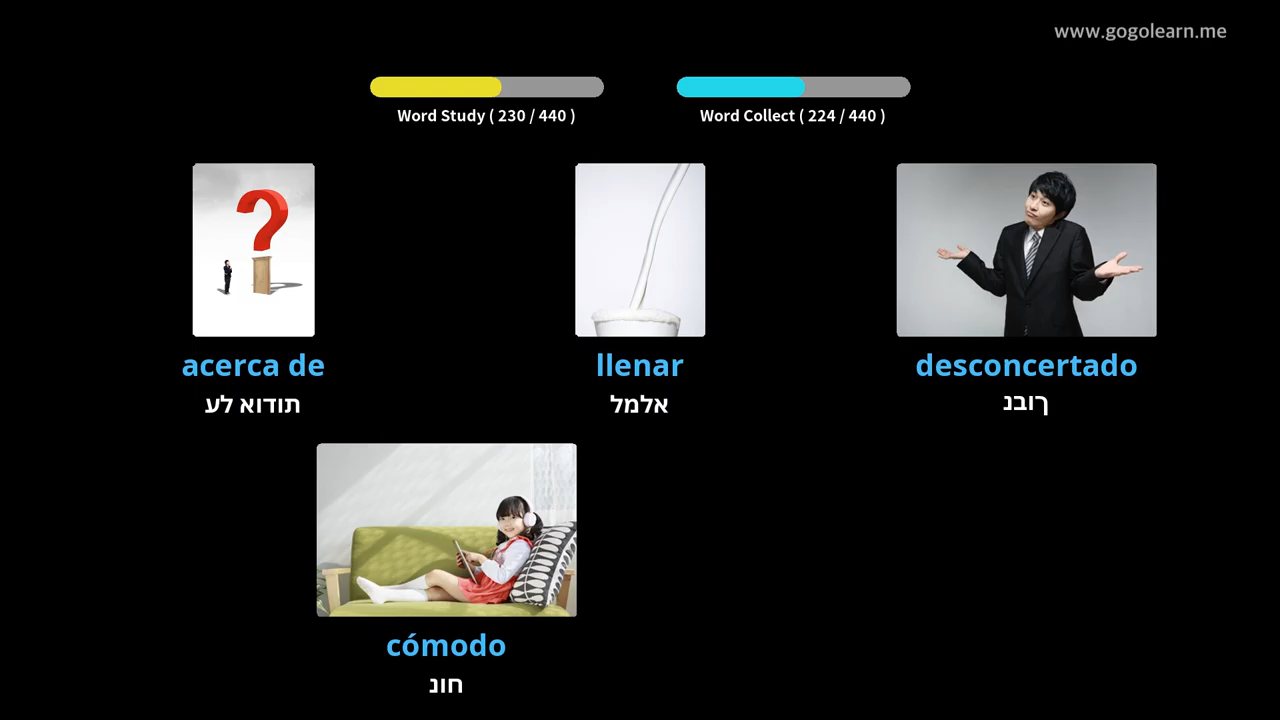 www.gogolearn.me
Word Study ( 230 / 440 )
Word Collect ( 224 / 440 )
acerca de
תודוא לע
llenar
אלמל
desconcertado
ךובנ
cómodo
חונ